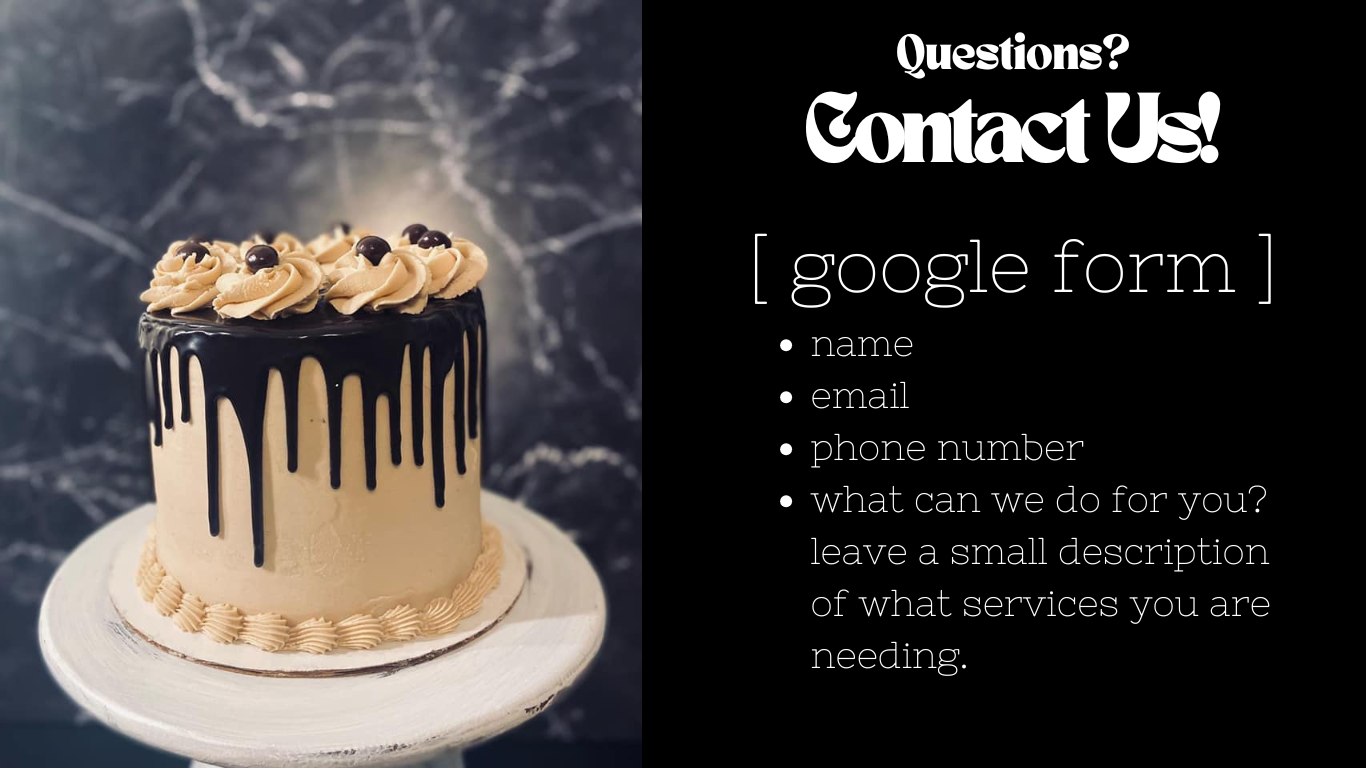 Questions?
Contact Us!
[ google form ]
• name
• email
• phone number
• what can we do for you?
leave a small description
of what services you are
needing.